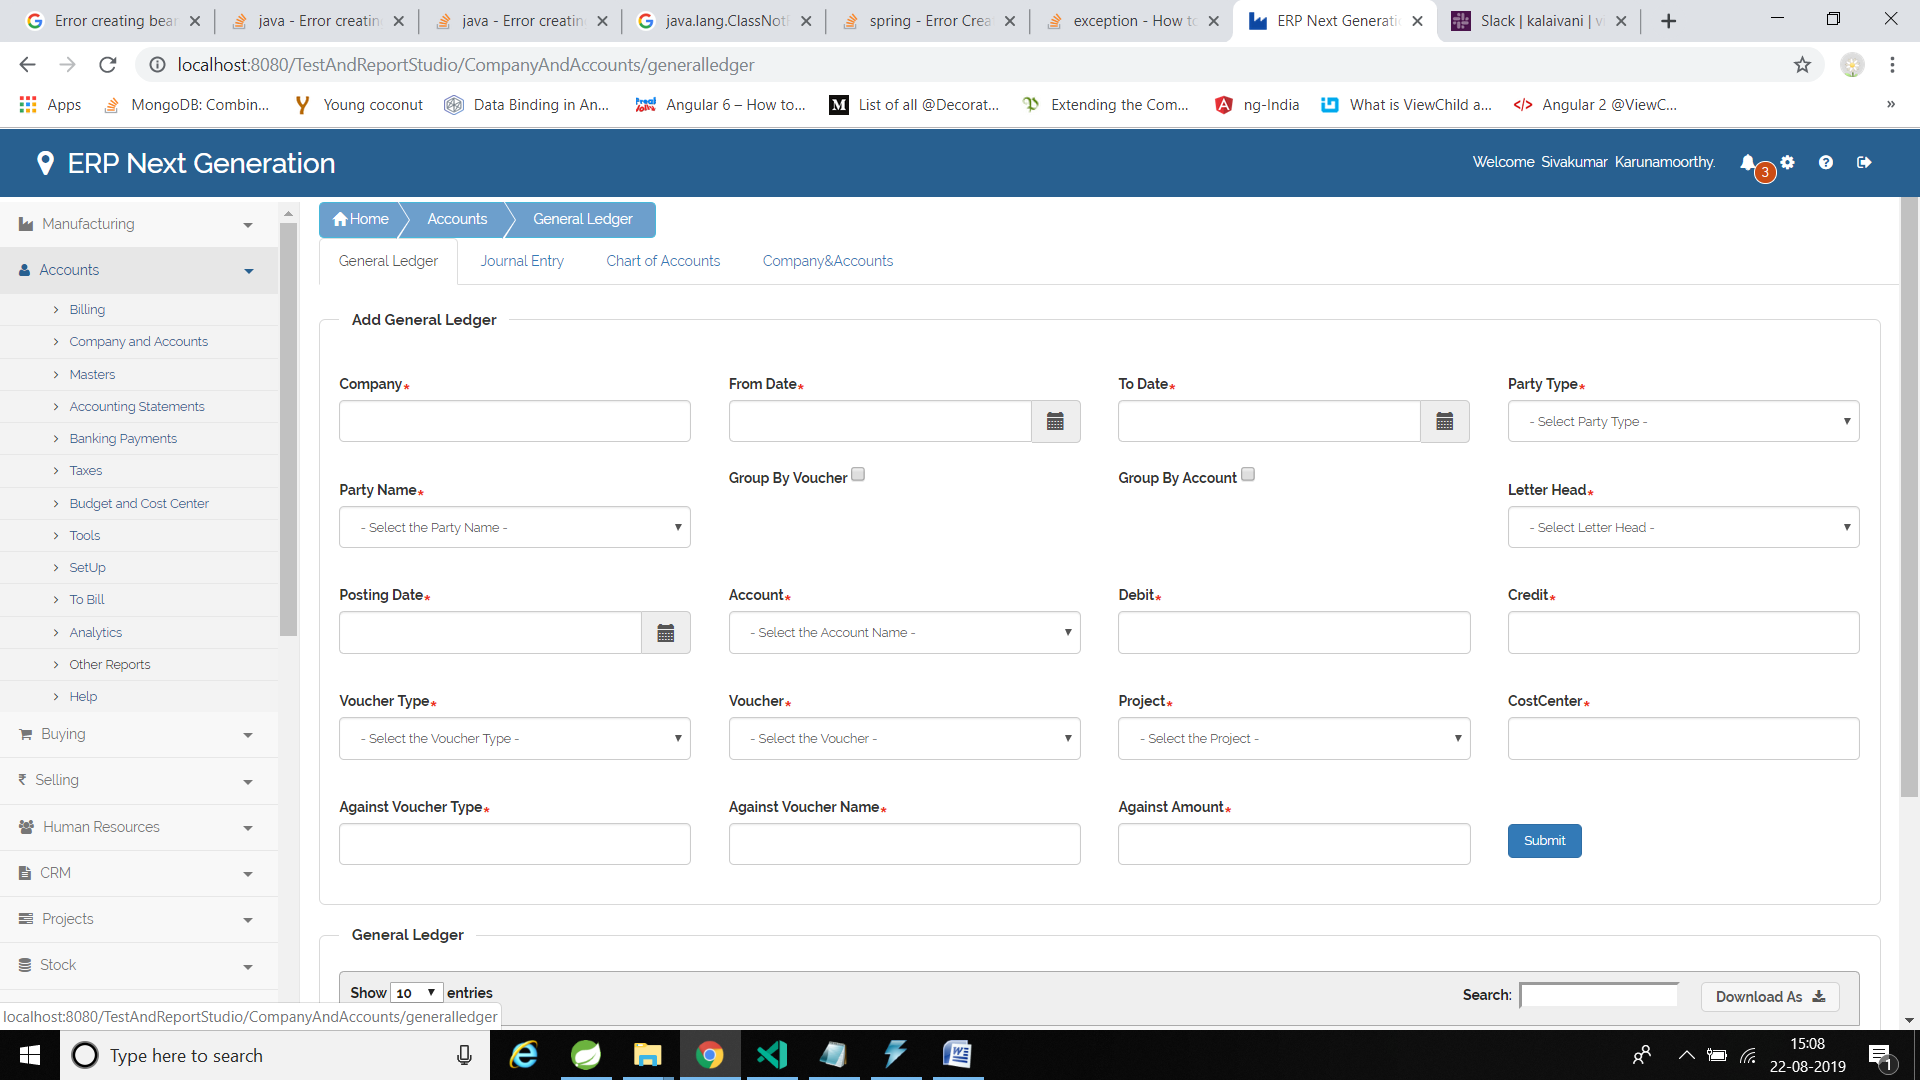 Error creating bea
java - Error creatin
java - Error creatin
java.lang.ClassNotF
spring - Error Crea
exception - How to
ERP Next Generatio
Slack | kalaivani | v
localhost:8080/TestAndReportStudio/CompanyAndAccounts/generalledger
Apps
MongoDB: Combin...
Young coconut
Data Binding in An...
Angular 6 – How to...
List of all @Decorat...
Extending the Com...
ng-India
What is ViewChild a...
Angular 2 @ViewC...
»
ERP Next Generation
Welcome Sivakumar Karunamoorthy.
3
Manufacturing
Accounts
Billing
Company and Accounts
Masters
Accounting Statements
Banking Payments
Taxes
Budget and Cost Center
Tools
SetUp
To Bill
Analytics
Other Reports
Help
Buying
Selling
Human Resources
CRM
Projects
Stock
Home
Accounts
General Ledger
General Ledger
Journal Entry
Chart of Accounts
Company&Accounts
Add General Ledger
Company*
From Date*
To Date*
Party Type*
- Select Party Type -
Party Name*
Group By Voucher
Group By Account
Letter Head*
- Select the Party Name -
- Select Letter Head -
Posting Date*
Account*
Debit*
Credit*
- Select the Account Name -
Voucher Type*
Voucher*
Project*
CostCenter*
- Select the Voucher Type -
- Select the Voucher -
- Select the Project -
Against Voucher Type*
Against Voucher Name*
Against Amount*
Submit
General Ledger
Show 10 entries
Search:
Download As
localhost:8080/TestAndReportStudio/CompanyAndAccounts/generalledger
Type here to search
15:08
22-08-2019
1